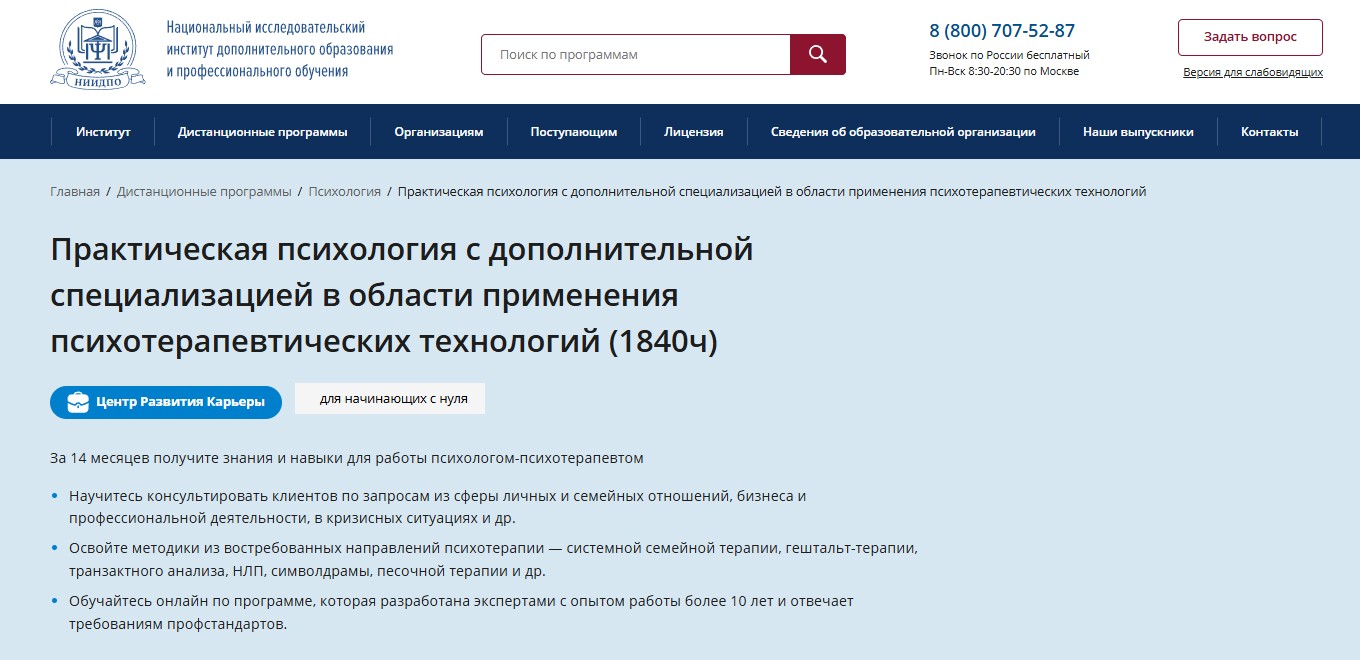 Национальный исследовательский
институт дополнительного образования
и профессионального обучения
НИИДПО
Поиск по программам
8 (800) 707-52-87
Звонок по России бесплатный
Пн-Вск 8:30-20:30 по Москве
Задать вопрос
Версия для слабовидящих
Институт Дистанционные программы Организациям Поступающим Лицензия Сведения об образовательной организации Наши выпускники Контакты
Главная / Дистанционные программы / Психология / Практическая психология с дополнительной специализацией в области применения психотерапевтических технологий
Практическая психология с дополнительной
специализацией в области применения
психотерапевтических технологий (1840ч)
Центр Развития Карьеры
для начинающих с нуля
За 14 месяцев получите знания и навыки для работы психологом-психотерапевтом
Научитесь консультировать клиентов по запросам из сферы личных и семейных отношений, бизнеса и
профессиональной деятельности, в кризисных ситуациях и др.
Освойте методики из востребованных направлений психотерапии — системной семейной терапии, гештальт-терапии,
транзактного анализа, НЛП, символдрамы, песочной терапии и др.
Обучайтесь онлайн по программе, которая разработана экспертами с опытом работы более 10 лет и отвечает
требованиям профстандартов.